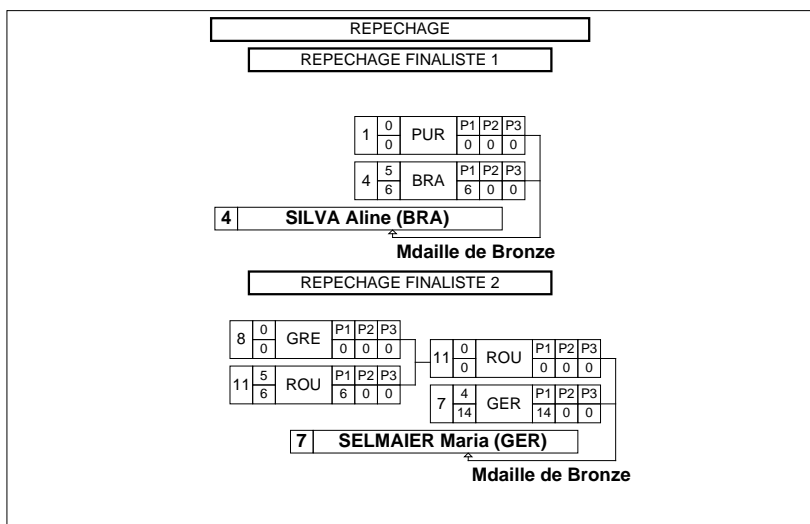 REPECHAGE
REPECHAGE FINALISTE 1
1 0 PUR P1 P2 P3
0 0 0 0
4 5 BRA P1 P2 P3
6 6 0 0
4 SILVA Aline (BRA)
Mdaille de Bronze
REPECHAGE FINALISTE 2
8 0 GRE P1 P2 P3
0 0 0 0
11 5 ROU P1 P2 P3
6 6 0 0
11 0 ROU P1 P2 P3
0 0 0 0
7 4 GER P1 P2 P3
14 14 0 0
7 SELMAIER Maria (GER)
Mdaille de Bronze